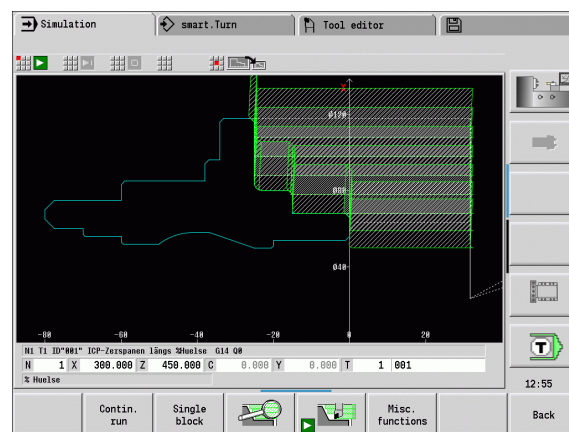 Simulation smart.Turn Tool editor
X
Ø120
Ø80
Ø40
-80 -60 -40 -20 0 20
N1 T1 ID"001" ICP-Zerspanen längs %Huelse G14 Q0
N 1 X 300.000 Z 450.000 C 0.000 Y 0.000 T 1 001
% Huelse
T
12:55
Contin. run Single block Misc. functions Back